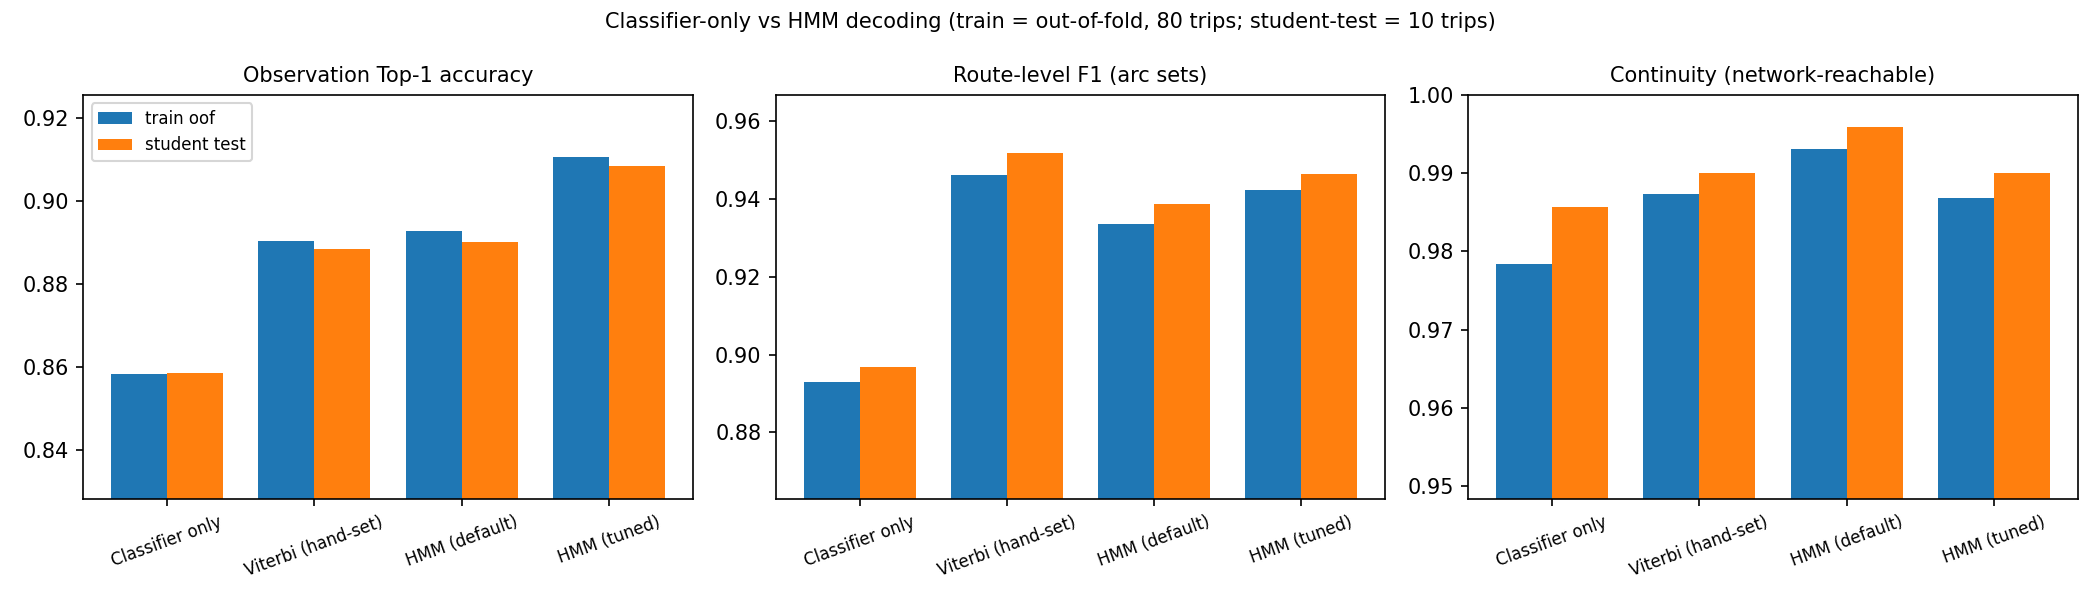 Classifier-only vs HMM decoding (train = out-of-fold, 80 trips; student-test = 10 trips)
Observation Top-1 accuracy
train oof
student test
0.92
0.90
0.88
0.86
0.84
Classifier only
Viterbi (hand-set)
HMM (default)
HMM (tuned)
Route-level F1 (arc sets)
0.96
0.94
0.92
0.90
0.88
Classifier only
Viterbi (hand-set)
HMM (default)
HMM (tuned)
Continuity (network-reachable)
1.00
0.99
0.98
0.97
0.96
0.95
Classifier only
Viterbi (hand-set)
HMM (default)
HMM (tuned)